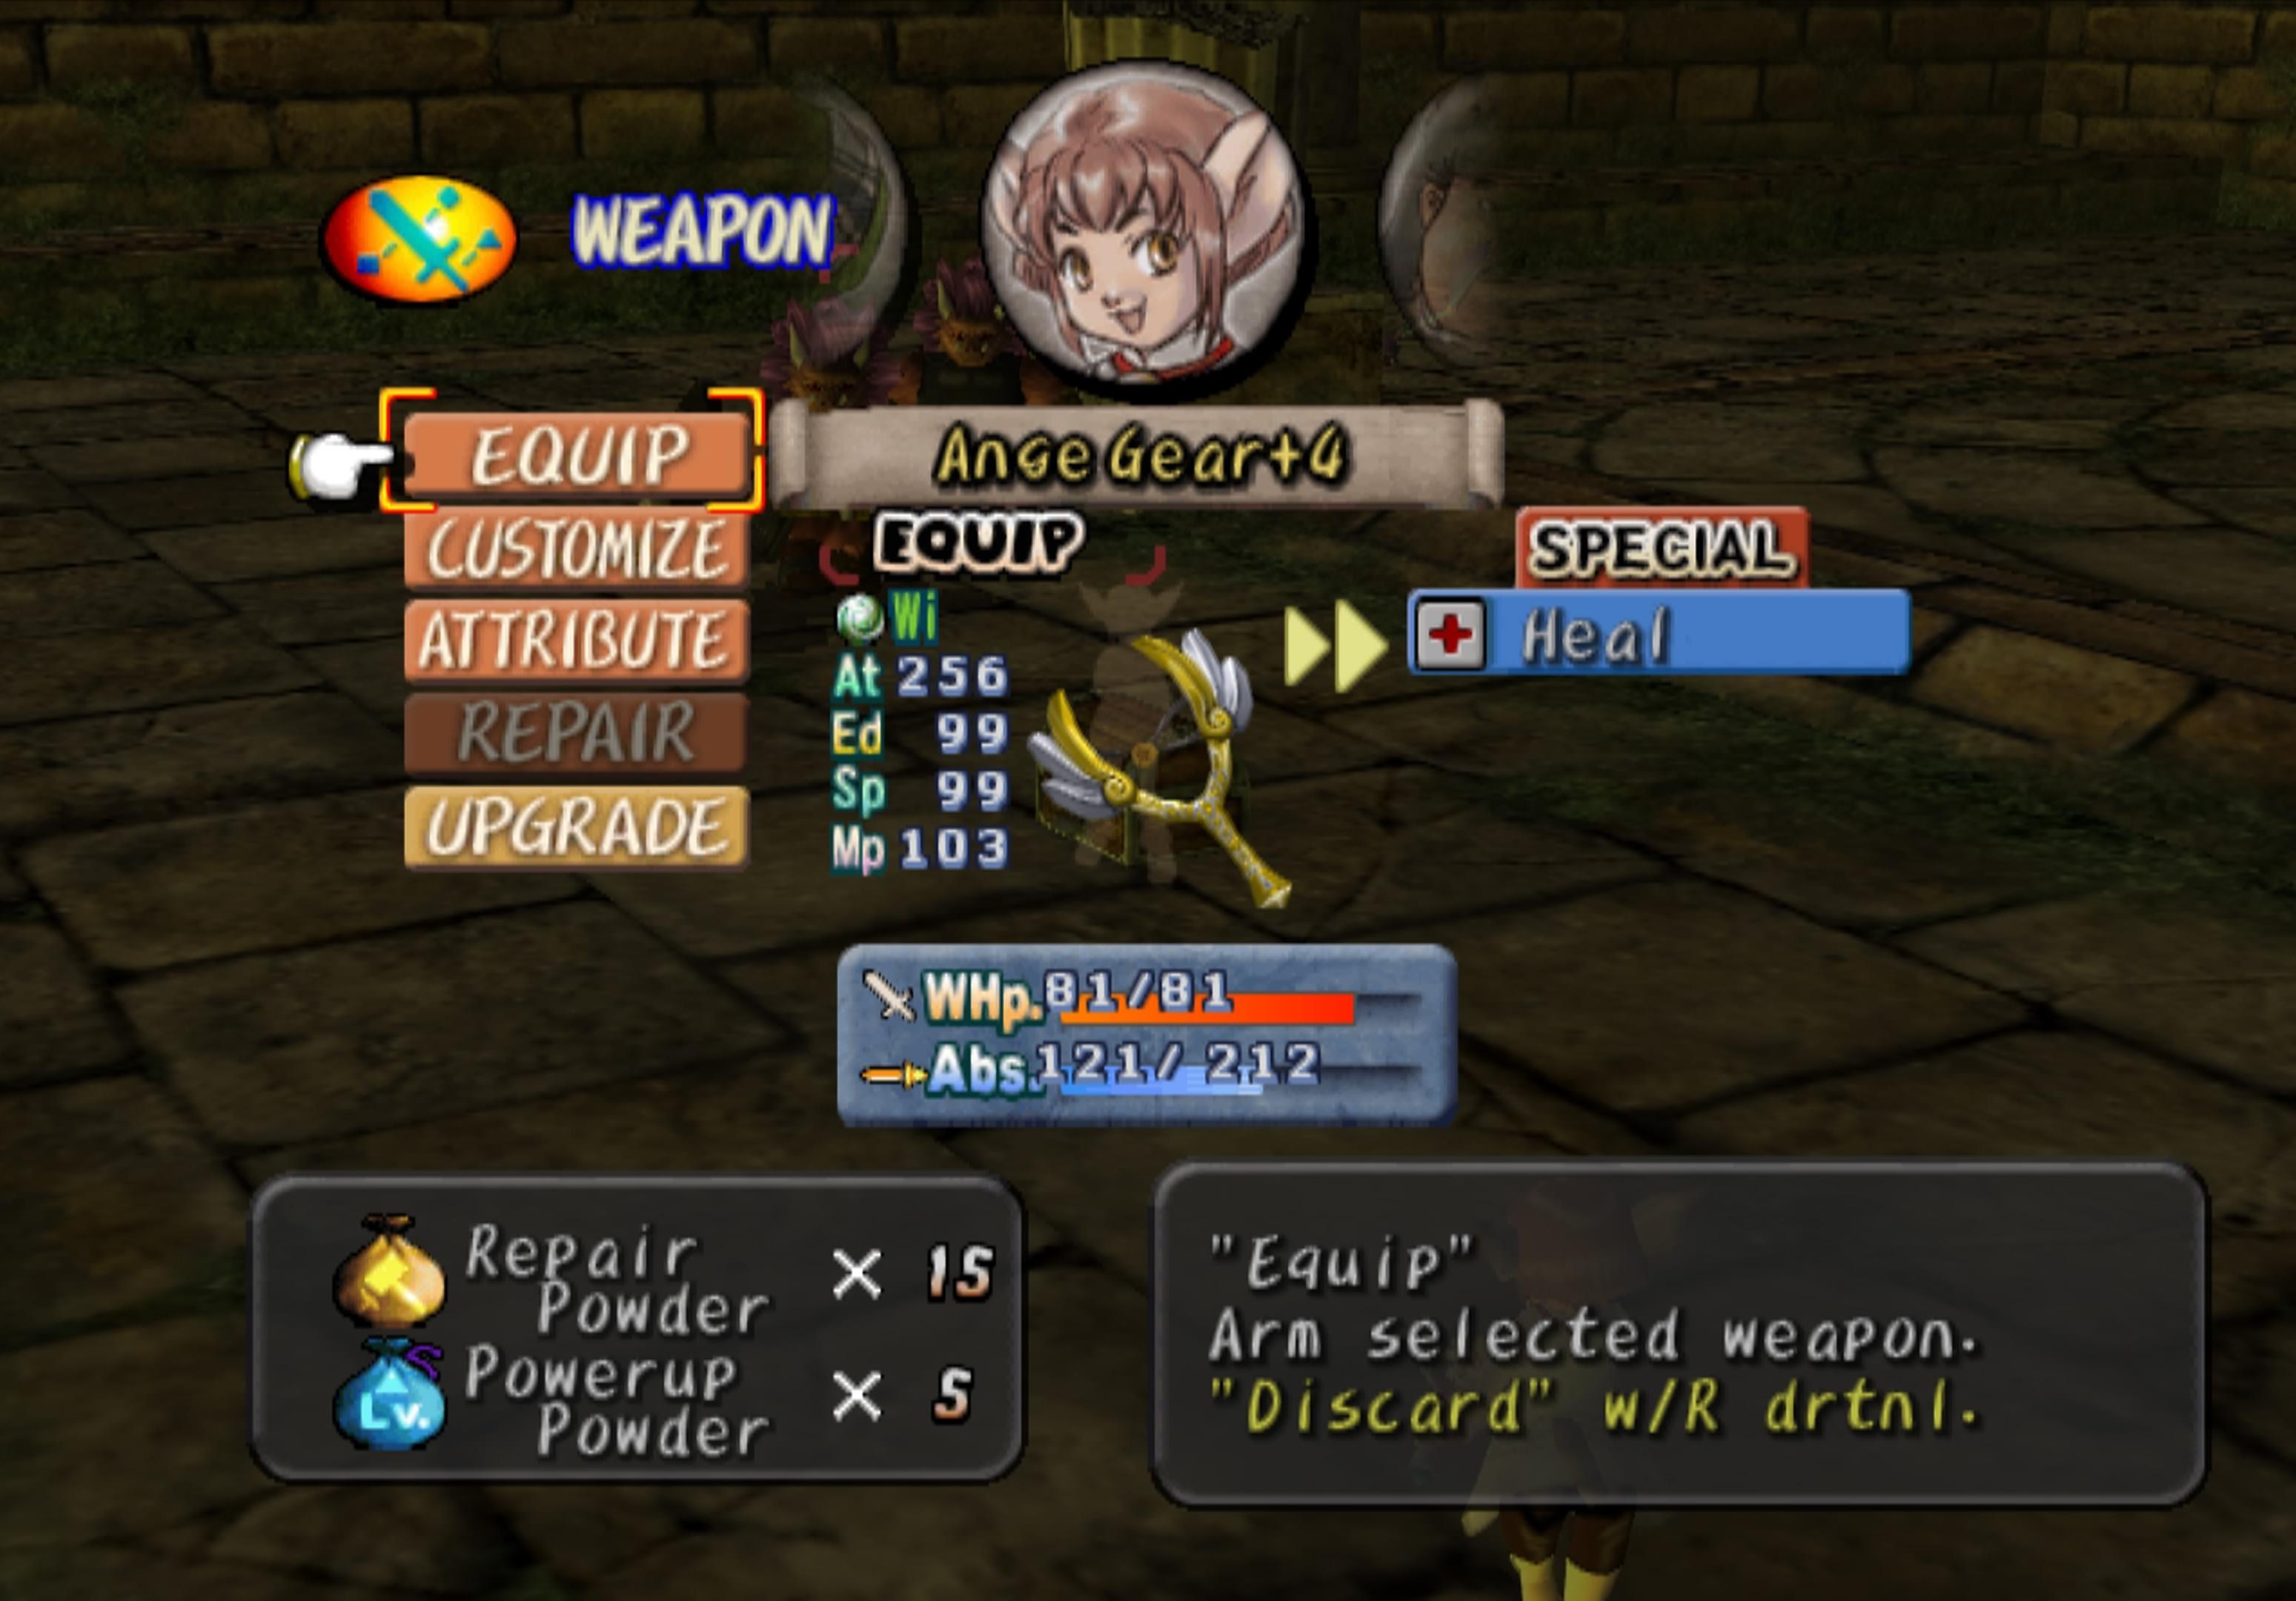 WEAPON
EQUIP
CUSTOMIZE
ATTRIBUTE
REPAIR
UPGRADE
Ange Gear+4
EQUIP
Wi
At 256
Ed 99
Sp 99
Mp 103
SPECIAL
Heal
WHp. 81/81
Abs. 121/ 212
Repair
Powder
× 15
Lv.
Powerup
Powder
× 5
"Equip"
Arm selected weapon.
"Discard" w/R drtnl.